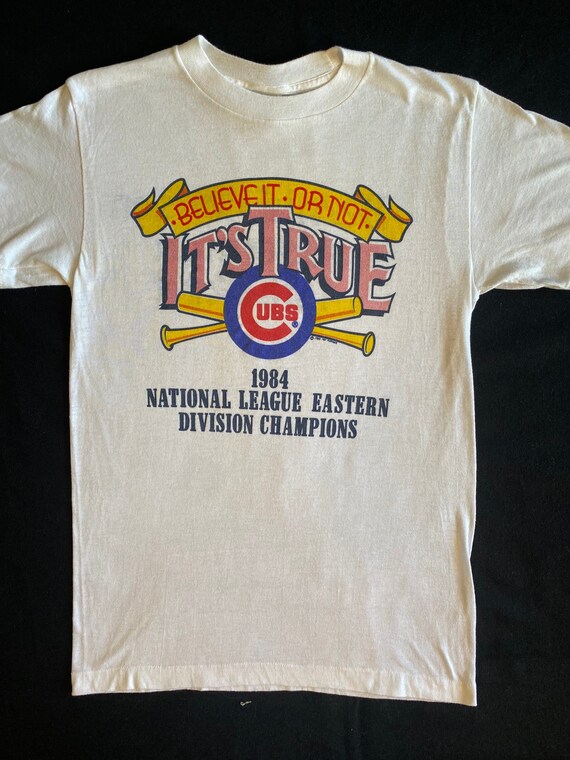 ·BELIEVE IT·OR NOT·
IT'S TRUE
CUBS®
1984
NATIONAL LEAGUE EASTERN
DIVISION CHAMPIONS